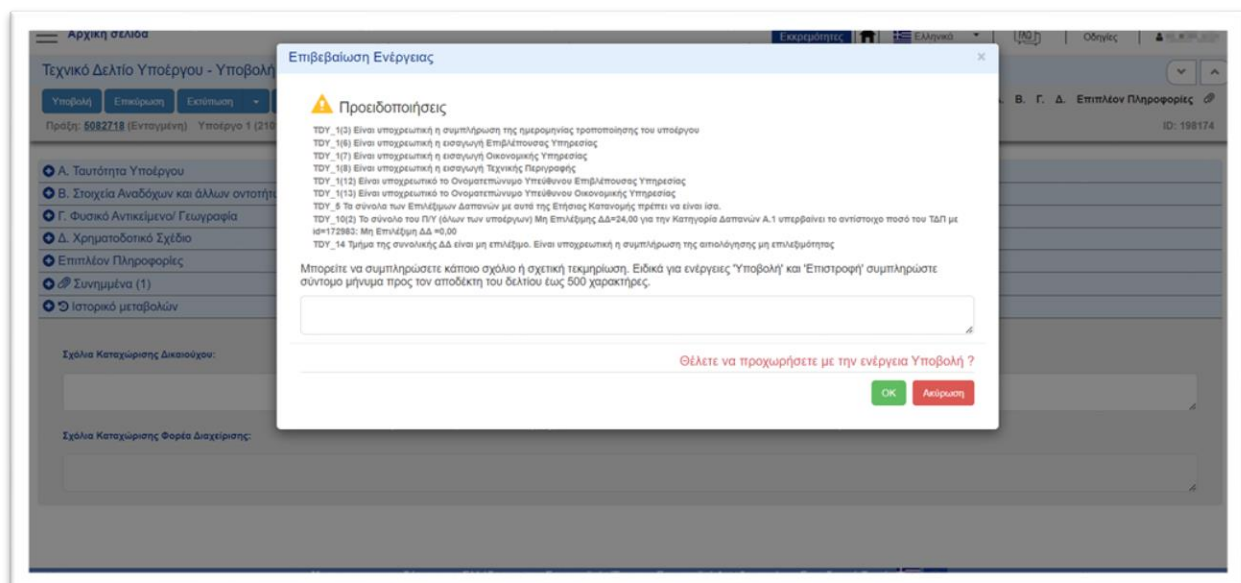 Αρχική σελίδα
Εκκρεμότητες
Ελληνικά
FAQ
Οδηγίες
Τεχνικό Δελτίο Υποέργου - Υποβολή
Υποβολή Επικύρωση Εκτύπωση
Β. Γ. Δ. Επιπλέον Πληροφορίες
Πράξη: 5082718 (Ενταγμένη) Υποέργο 1
ID: 198174
Α. Ταυτότητα Υποέργου
Β. Στοιχεία Αναδόχων και άλλων
Γ. Φυσικό Αντικείμενο/ Γεωγραφία
Δ. Χρηματοδοτικό Σχέδιο
Επιπλέον Πληροφορίες
Συνημμένα (1)
Ιστορικό μεταβολών
Σχόλια Καταχώρισης Δικαιούχου:
Σχόλια Καταχώρισης Φορέα Διαχείρισης:
Επιβεβαίωση Ενέργειας ×
Προειδοποιήσεις
TDY_1(3) Είναι υποχρεωτική η συμπλήρωση της ημερομηνίας τροποποίησης του υποέργου
TDY_1(6) Είναι υποχρεωτική η εισαγωγή Επιβλέπουσας Υπηρεσίας
TDY_1(7) Είναι υποχρεωτική η εισαγωγή Οικονομικής Υπηρεσίας
TDY_1(8) Είναι υποχρεωτική η εισαγωγή Τεχνικής Περιγραφής
TDY_1(12) Είναι υποχρεωτικό το Ονοματεπώνυμο Υπεύθυνου Επιβλέπουσας Υπηρεσίας
TDY_1(13) Είναι υποχρεωτικό το Ονοματεπώνυμο Υπεύθυνου Οικονομικής Υπηρεσίας
TDY_5 Τα σύνολα των Επιλέξιμων Δαπανών με αυτά της Ετήσιας Κατανομής πρέπει να είναι ίσα.
TDY_10(2) Το σύνολο του Π/Υ (όλων των υποέργων) Μη Επιλέξιμης ΔΔ=24,00 για την Κατηγορία Δαπανών Α.1 υπερβαίνει το αντίστοιχο ποσό του ΤΔΠ με
id=172983: Μη Επιλέξιμη ΔΔ =0,00
TDY_14 Τμήμα της συνολικής ΔΔ είναι μη επιλέξιμο. Είναι υποχρεωτική η συμπλήρωση της αιτιολόγησης μη επιλεξιμότητας
Μπορείτε να συμπληρώσετε κάποιο σχόλιο ή σχετική τεκμηρίωση. Ειδικά για ενέργειες 'Υποβολή' και 'Επιστροφή' συμπληρώστε
σύντομο μήνυμα προς τον αποδέκτη του δελτίου έως 500 χαρακτήρες.
Θέλετε να προχωρήσετε με την ενέργεια Υποβολή ?
OK Ακύρωση